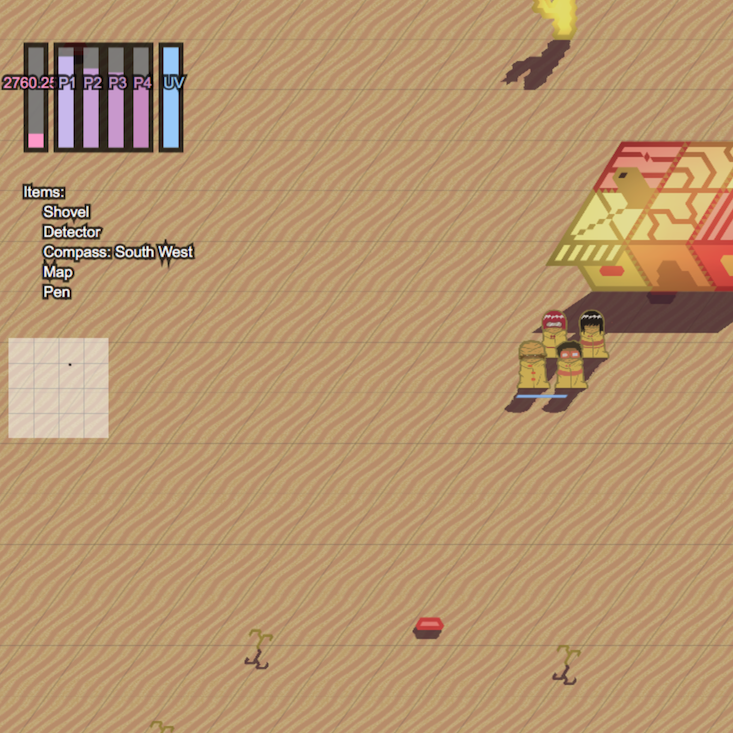 2760.25 P1 P2 P3 P4 UV
Items:
Shovel
Detector
Compass: South West
Map
Pen